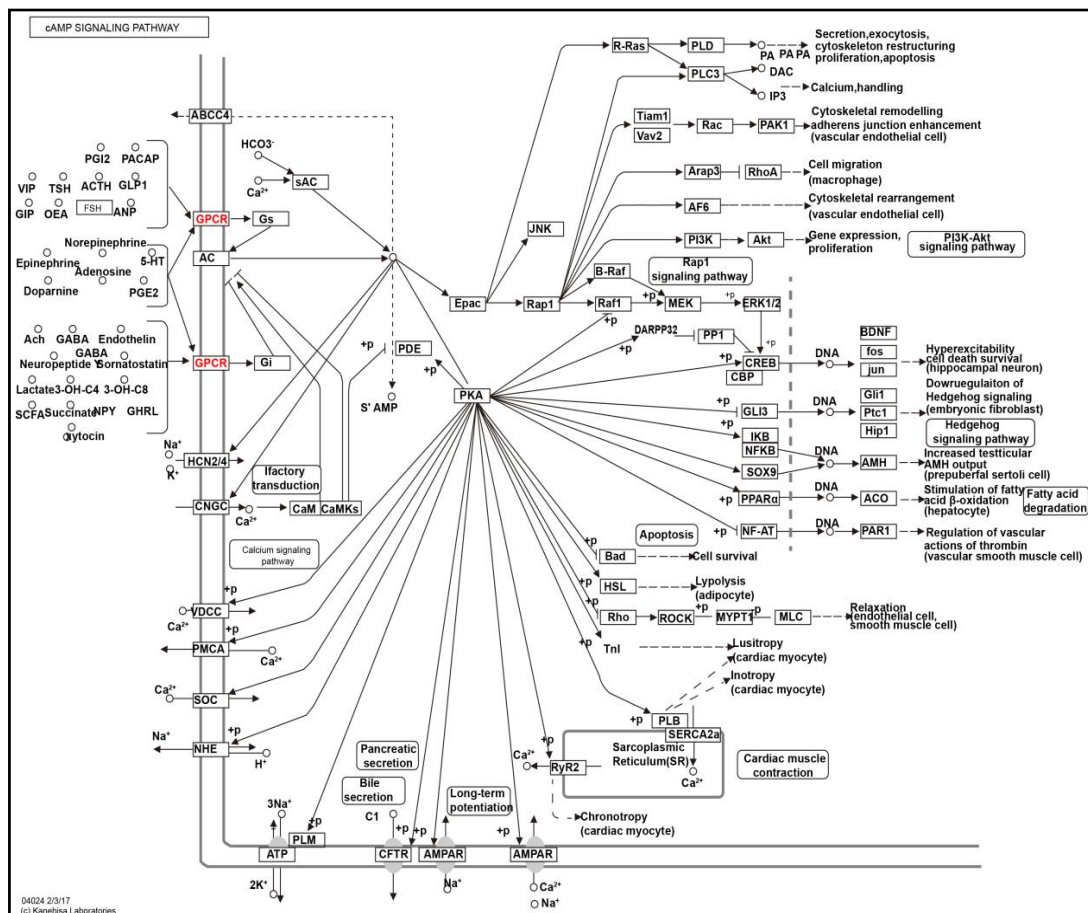 cAMP SIGNALING PATHWAY
ABCC4
PGI2 PACAP
VIP TSH ACTH GLP1
GIP OEA FSH ANP
Norepinephrine
Epinephrine 5-HT
Adenosine
Doparnine PGE2
Ach GABA Endothelin
GABA
Neuropeptide Y Sornatostatin
Lactate 3-OH-C4 3-OH-C8
SCFA Succinate NPY GHRL
xytocin
HCO3-
Ca²⁺
sAC
GPCR
Gs
AC
GPCR
Gi
+p
PDE
+p
S' AMP
Na⁺
K⁺
HCN2/4
CNGC
Ca²⁺
Ifactory
transduction
CaM CaMKs
Calcium signaling
pathway
+p
VDCC
Ca²⁺
+p
PMCA
Ca²⁺
Ca²⁺
SOC
+p
Na⁺
NHE
H⁺
3Na⁺
+p
PLM
ATP
2K⁺
Pancreatic
secretion
Bile
secretion
C1
+p
CFTR
+p
AMPAR
Na⁺
Long-term
potentiation
+p
AMPAR
Ca²⁺
Na⁺
R-Ras
PLD
PA PA PA
Secretion,exocytosis,
cytoskeleton restructuring
proliferation,apoptosis
PLC3
DAC
IP3
Calcium,handling
Tiam1
Vav2
Rac
PAK1
Cytoskeletal remodelling
adherens junction enhancement
(vascular endothelial cell)
Arap3
RhoA
Cell migration
(macrophage)
AF6
Cytoskeletal rearrangement
(vascular endothelial cell)
JNK
PI3K
Akt
Gene expression,
proliferation
PI3K-Akt
signaling pathway
Rap1
signaling pathway
B-Raf
Epac
Rap1
Raf1
+p
MEK
+p
ERK1/2
+p
+p
DARPP32
PP1
+p
+p
CREB
CBP
DNA
BDNF
fos
jun
Hyperexcitability
cell death survival
(hippocampal neuron)
PKA
+p
GLI3
DNA
Gli1
Ptc1
Hip1
Dowruegulaiton of
Hedgehog signaling
(embryonic fibroblast)
Hedgehog
signaling pathway
+p
IKB
NFKB
SOX9
DNA
AMH
Increased testticular
AMH output
(prepuberfal sertoli cell)
+p
PPARα
DNA
ACO
Stimulation of fatty
acid β-oxidation
(hepatocyte)
Fatty acid
degradation
+p
NF-AT
DNA
PAR1
Regulation of vascular
actions of thrombin
(vascular smooth muscle cell)
Apoptosis
+p
Bad
Cell survival
+p
HSL
Lypolysis
(adipocyte)
+p
Rho
ROCK
+p
MYPT1
p
MLC
Relaxation
endothelial cell,
smooth muscle cell)
+p
TnI
Lusitropy
(cardiac myocyte)
Inotropy
(cardiac myocyte)
+p
PLB
SERCA2a
+p
Ca²⁺
RyR2
Sarcoplasmic
Reticulum(SR)
Ca²⁺
Cardiac muscle
contraction
Chronotropy
(cardiac myocyte)
04024 2/3/17
(c) Kanehisa Laboratories